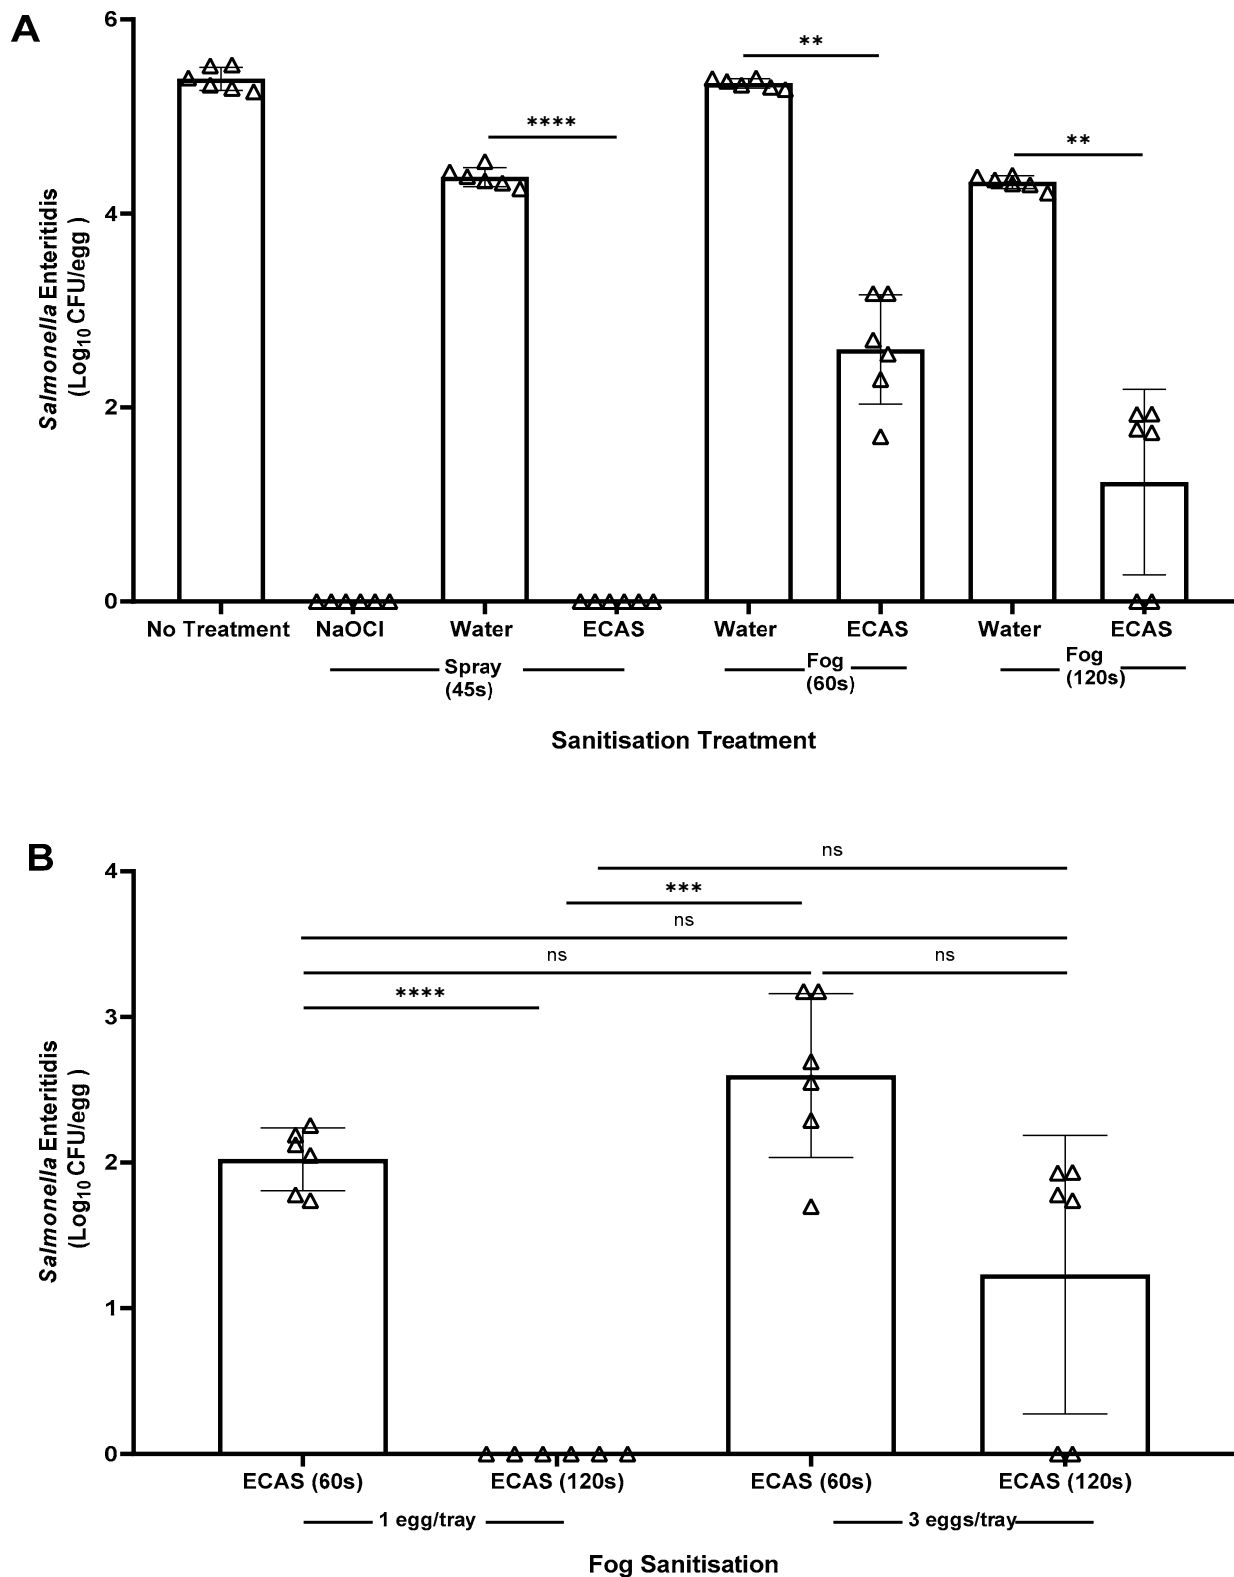 A
6
4
2
0
Salmonella Enteritidis
(Log10 CFU/egg )
****
**
**
No Treatment NaOCl Water ECAS Water ECAS Water ECAS
Spray
(45s)
Fog
(60s)
Fog
(120s)
Sanitisation Treatment
B
4
3
2
1
0
Salmonella Enteritidis
(Log10 CFU/egg )
ns
***
ns
ns
ns
****
ECAS (60s) ECAS (120s) ECAS (60s) ECAS (120s)
1 egg/tray 3 eggs/tray
Fog Sanitisation